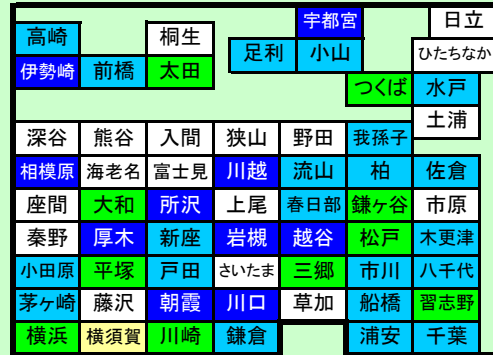 宇都宮 日立
高崎 桐生 足利 小山 ひたちなか
伊勢崎 前橋 太田 つくば 水戸
土浦
深谷 熊谷 入間 狭山 野田 我孫子
相模原 海老名 富士見 川越 流山 柏 佐倉
座間 大和 所沢 上尾 春日部 鎌ヶ谷 市原
秦野 厚木 新座 岩槻 越谷 松戸 木更津
小田原 平塚 戸田 さいたま 三郷 市川 八千代
茅ヶ崎 藤沢 朝霞 川口 草加 船橋 習志野
横浜 横須賀 川崎 鎌倉 浦安 千葉